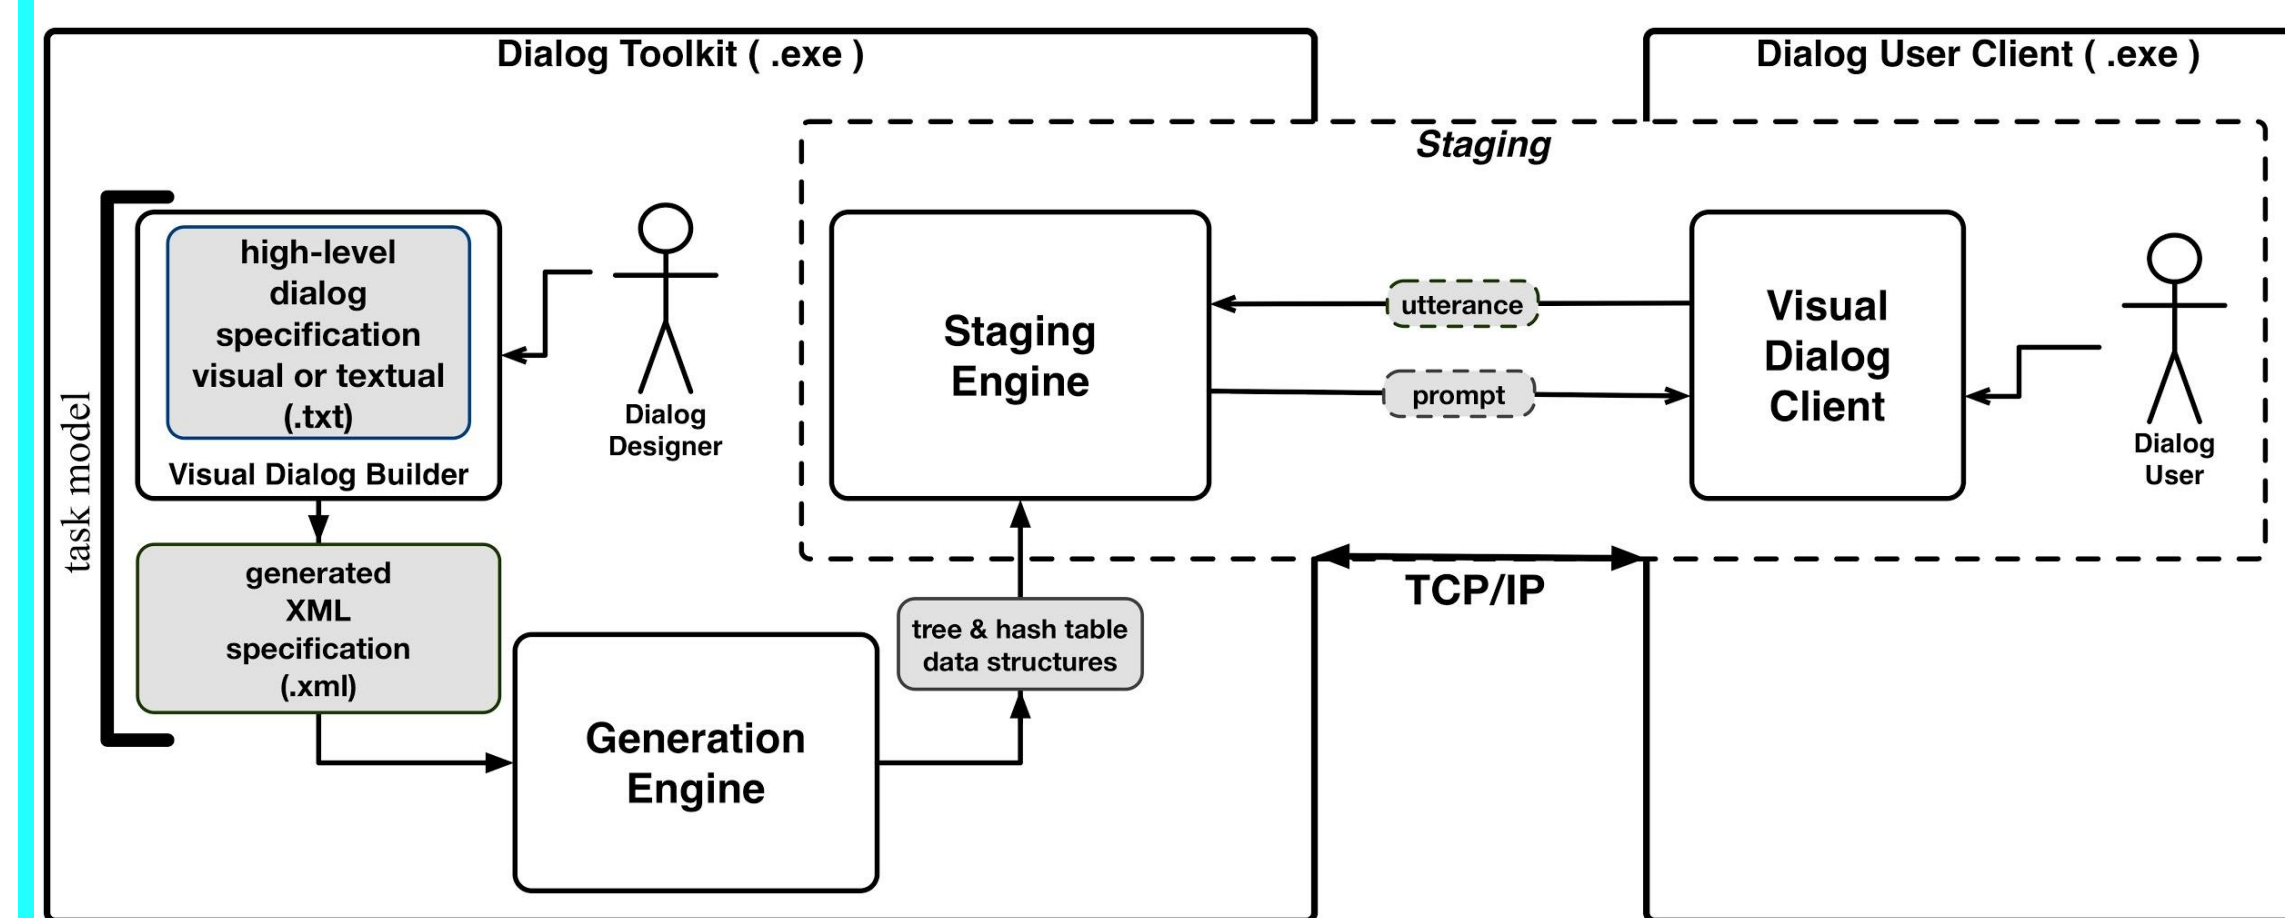 Dialog Toolkit ( .exe )
Dialog User Client ( .exe )
Staging
task model
high-level
dialog
specification
visual or textual
(.txt)
Visual Dialog Builder
Dialog
Designer
generated
XML
specification
(.xml)
Generation
Engine
tree & hash table
data structures
Staging
Engine
utterance
prompt
Visual
Dialog
Client
Dialog
User
TCP/IP